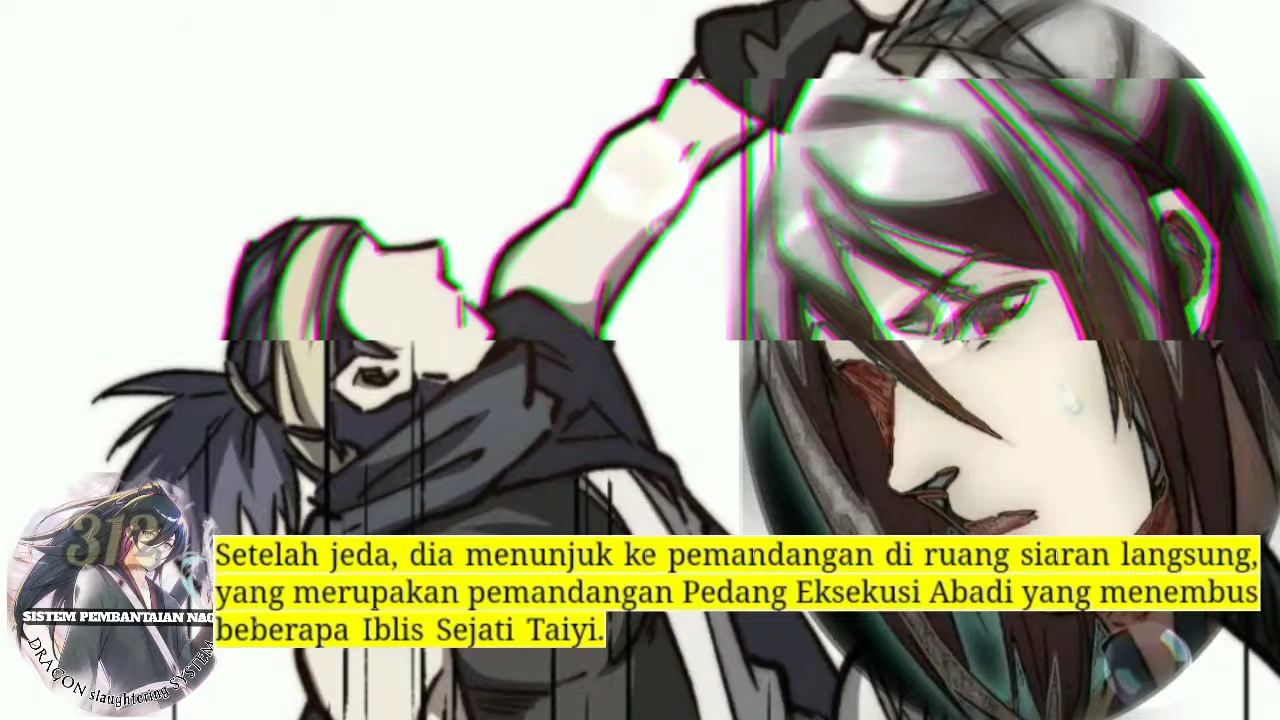 Setelah jeda, dia menunjuk ke pemandangan di ruang siaran langsung,
yang merupakan pemandangan Pedang Eksekusi Abadi yang menembus
beberapa Iblis Sejati Taiyi.
SISTEM PEMBANTAIAN NAG
DRAGON slaughtering SYSTEM